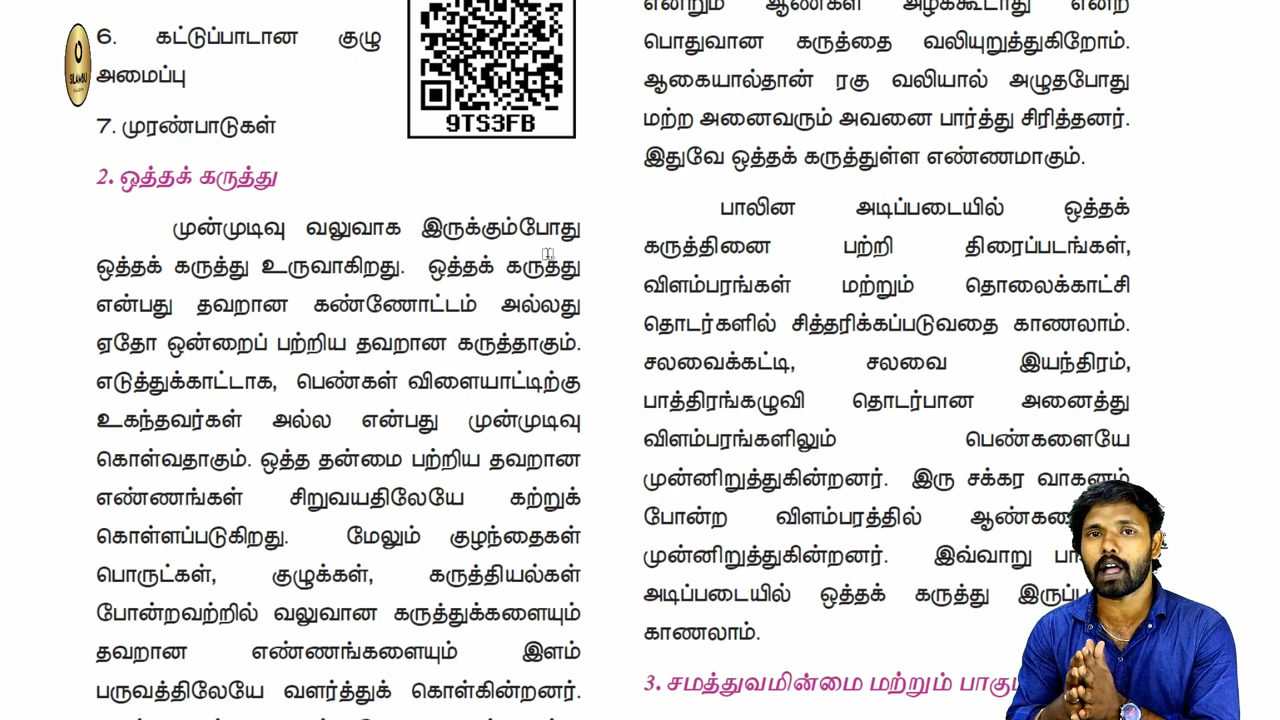 6. கட்டுப்பாடான குழு
அமைப்பு
7. முரண்பாடுகள்
9TS3FB
SILAMBU
2. ஒத்தக் கருத்து
முன்முடிவு வலுவாக இருக்கும்போது
ஒத்தக் கருத்து உருவாகிறது. ஒத்தக் கருத்து
என்பது தவறான கண்ணோட்டம் அல்லது
ஏதோ ஒன்றைப் பற்றிய தவறான கருத்தாகும்.
எடுத்துக்காட்டாக, பெண்கள் விளையாட்டிற்கு
உகந்தவர்கள் அல்ல என்பது முன்முடிவு
கொள்வதாகும். ஒத்த தன்மை பற்றிய தவறான
எண்ணங்கள் சிறுவயதிலேயே கற்றுக்
கொள்ளப்படுகிறது. மேலும் குழந்தைகள்
பொருட்கள், குழுக்கள், கருத்தியல்கள்
போன்றவற்றில் வலுவான கருத்துக்களையும்
தவறான எண்ணங்களையும் இளம்
பருவத்திலேயே வளர்த்துக் கொள்கின்றனர்.
என்றும் ஆண்கள் அழக்கூடாது என்ற
பொதுவான கருத்தை வலியுறுத்துகிறோம்.
ஆகையால்தான் ரகு வலியால் அழுதபோது
மற்ற அனைவரும் அவனை பார்த்து சிரித்தனர்.
இதுவே ஒத்தக் கருத்துள்ள எண்ணமாகும்.
பாலின அடிப்படையில் ஒத்தக்
கருத்தினை பற்றி திரைப்படங்கள்,
விளம்பரங்கள் மற்றும் தொலைக்காட்சி
தொடர்களில் சித்தரிக்கப்படுவதை காணலாம்.
சலவைக்கட்டி, சலவை இயந்திரம்,
பாத்திரங்கழுவி தொடர்பான அனைத்து
விளம்பரங்களிலும் பெண்களையே
முன்னிறுத்துகின்றனர். இரு சக்கர வாகனம்
போன்ற விளம்பரத்தில்
முன்னிறுத்துகின்றனர். இவ்வாறு
அடிப்படையில் ஒத்தக் கருத்து
காணலாம்.
3. சமத்துவமின்மை மற்றும்